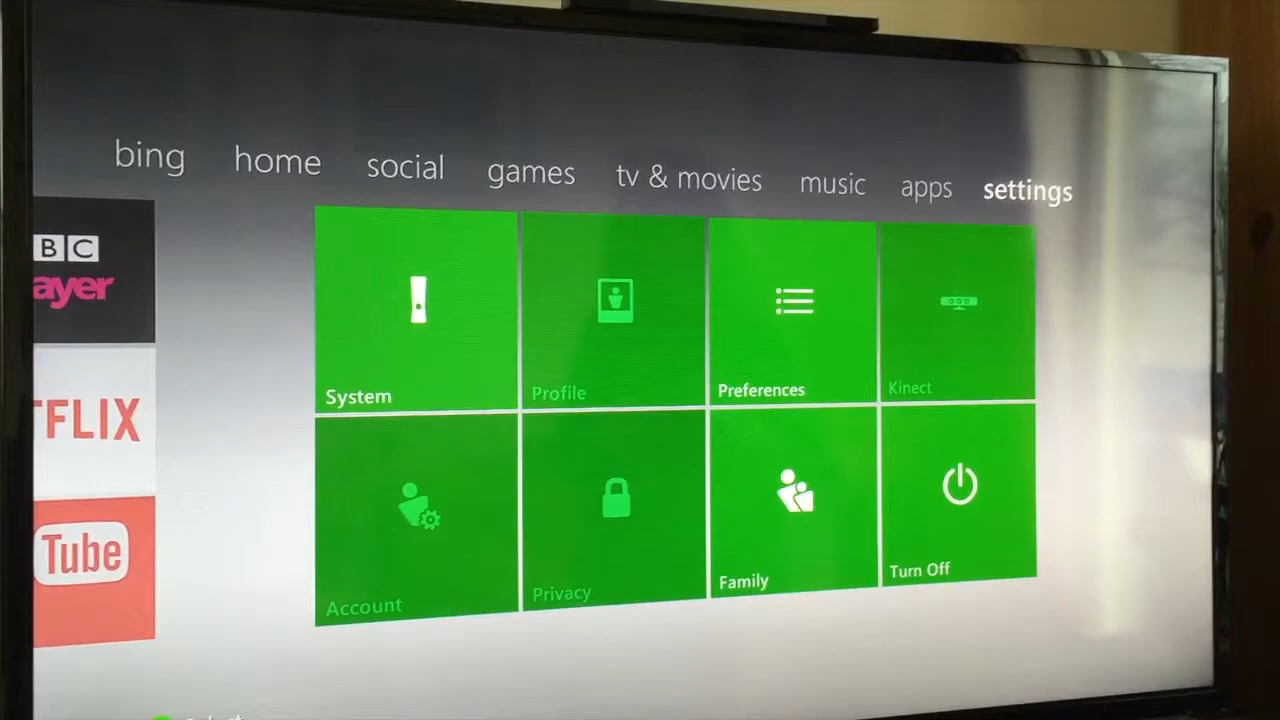 bing home social games tv & movies music apps settings
BBC
ayer
TFLIX
Tube
System
Profile
Preferences
Kinect
Account
Privacy
Family
Turn Off